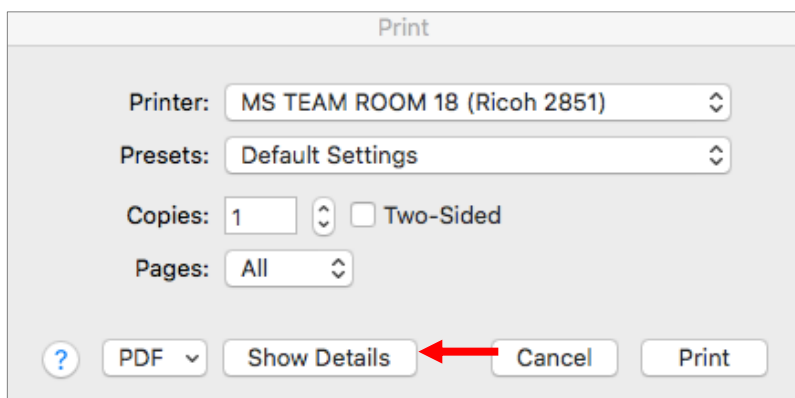 Print
Printer: MS TEAM ROOM 18 (Ricoh 2851)
Presets: Default Settings
Copies: 1 Two-Sided
Pages: All
? PDF Show Details Cancel Print